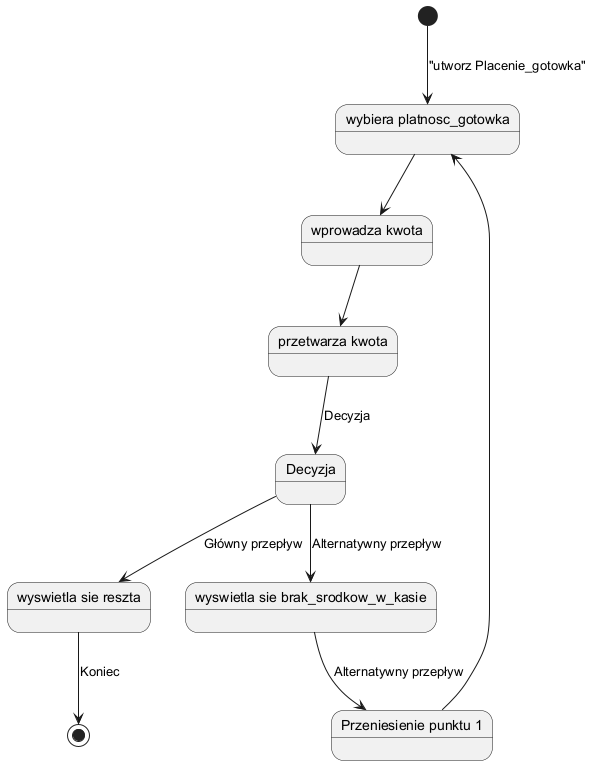 "utworz Placenie_gotowka"
wybiera platnosc_gotowka
wprowadza kwota
przetwarza kwota
Decyzja
Decyzja
Główny przepływ
Alternatywny przepływ
wyswietla sie reszta
wyswietla sie brak_srodkow_w_kasie
Koniec
Alternatywny przepływ
Przeniesienie punktu 1